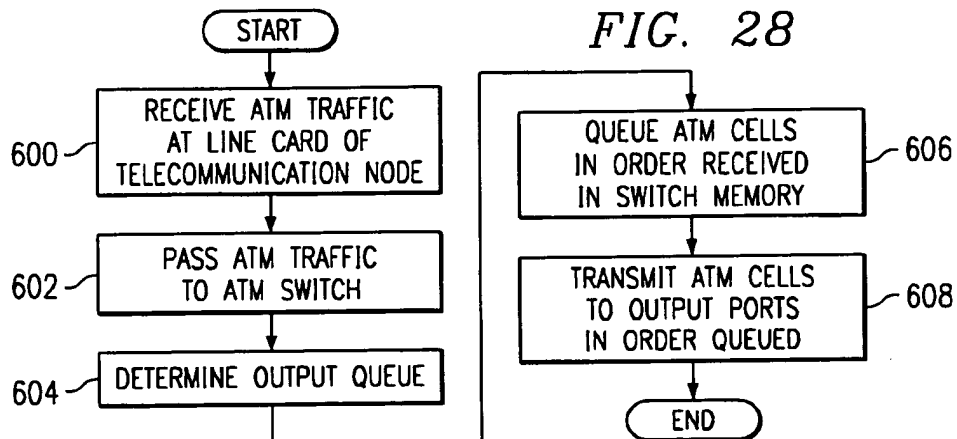 FIG. 28
START
600
RECEIVE ATM TRAFFIC
AT LINE CARD OF
TELECOMMUNICATION NODE
602
PASS ATM TRAFFIC
TO ATM SWITCH
604
DETERMINE OUTPUT QUEUE
QUEUE ATM CELLS
IN ORDER RECEIVED
IN SWITCH MEMORY
606
TRANSMIT ATM CELLS
TO OUTPUT PORTS
IN ORDER QUEUED
608
END